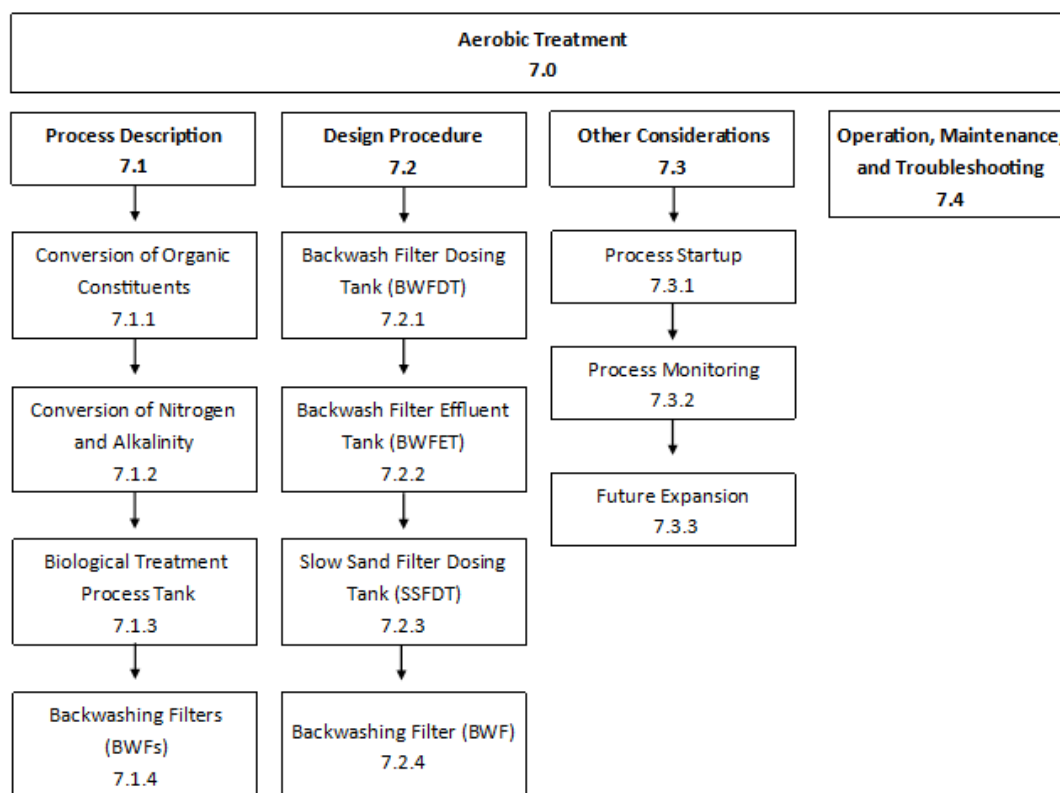 Aerobic Treatment
7.0
Process Description
7.1
Design Procedure
7.2
Other Considerations
7.3
Operation, Maintenance,
and Troubleshooting
7.4
Conversion of Organic
Constituents
7.1.1
Conversion of Nitrogen
and Alkalinity
7.1.2
Biological Treatment
Process Tank
7.1.3
Backwashing Filters
(BWFs)
7.1.4
Backwash Filter Dosing
Tank (BWFDT)
7.2.1
Backwash Filter Effluent
Tank (BWFET)
7.2.2
Slow Sand Filter Dosing
Tank (SSFDT)
7.2.3
Backwashing Filter (BWF)
7.2.4
Process Startup
7.3.1
Process Monitoring
7.3.2
Future Expansion
7.3.3